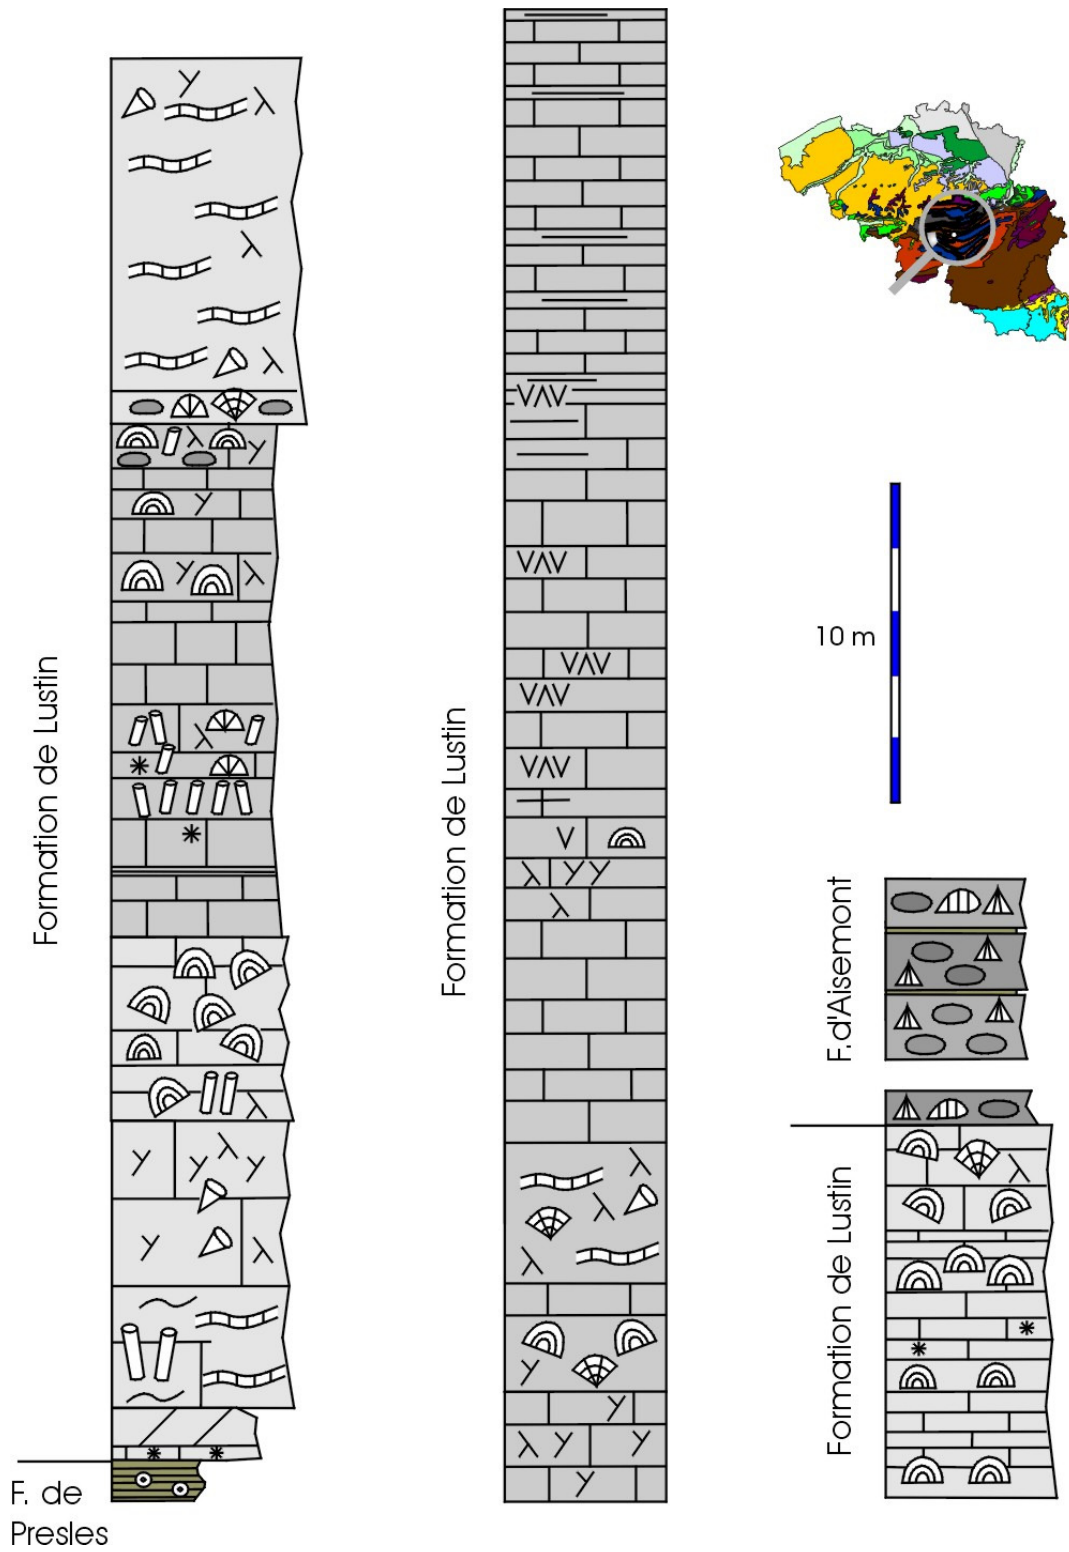 Formation de Lustin
F. de
Presles
Formation de Lustin
10 m
F.d'Aisemont
Formation de Lustin